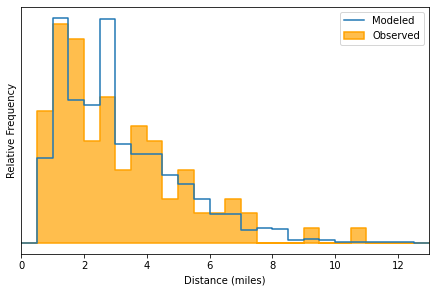 Modeled
Observed
Relative Frequency
0 2 4 6 8 10 12
Distance (miles)